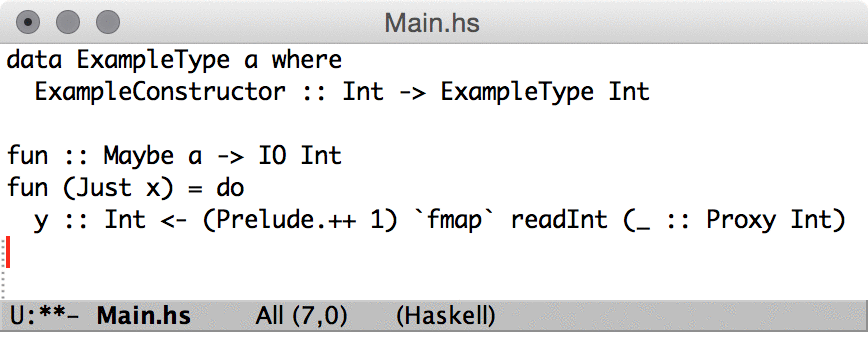 Main.hs
data ExampleType a where
  ExampleConstructor :: Int -> ExampleType Int

fun :: Maybe a -> IO Int
fun (Just x) = do
  y :: Int <- (Prelude.++ 1) `fmap` readInt (_ :: Proxy Int)
U:**-  Main.hs      All (7,0)    (Haskell)